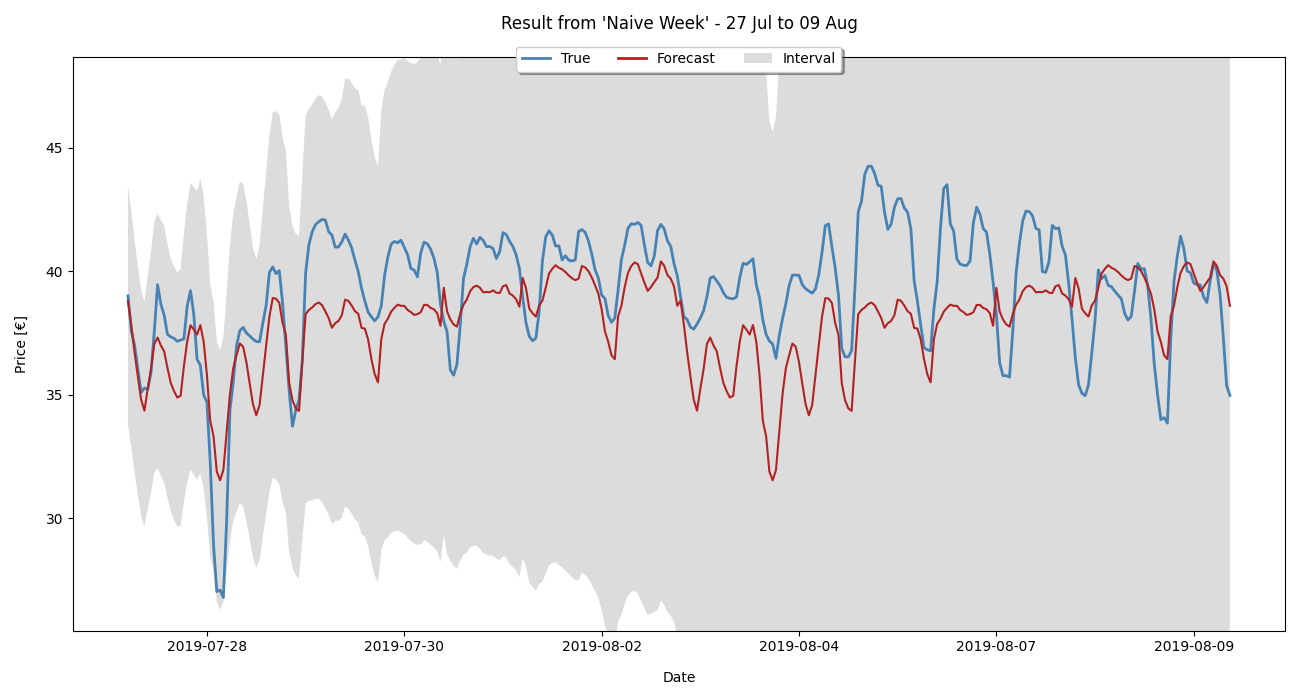 Result from 'Naive Week' - 27 Jul to 09 Aug
True Forecast Interval
Price [€]
45
40
35
30
2019-07-28 2019-07-30 2019-08-02 2019-08-04 2019-08-07 2019-08-09
Date